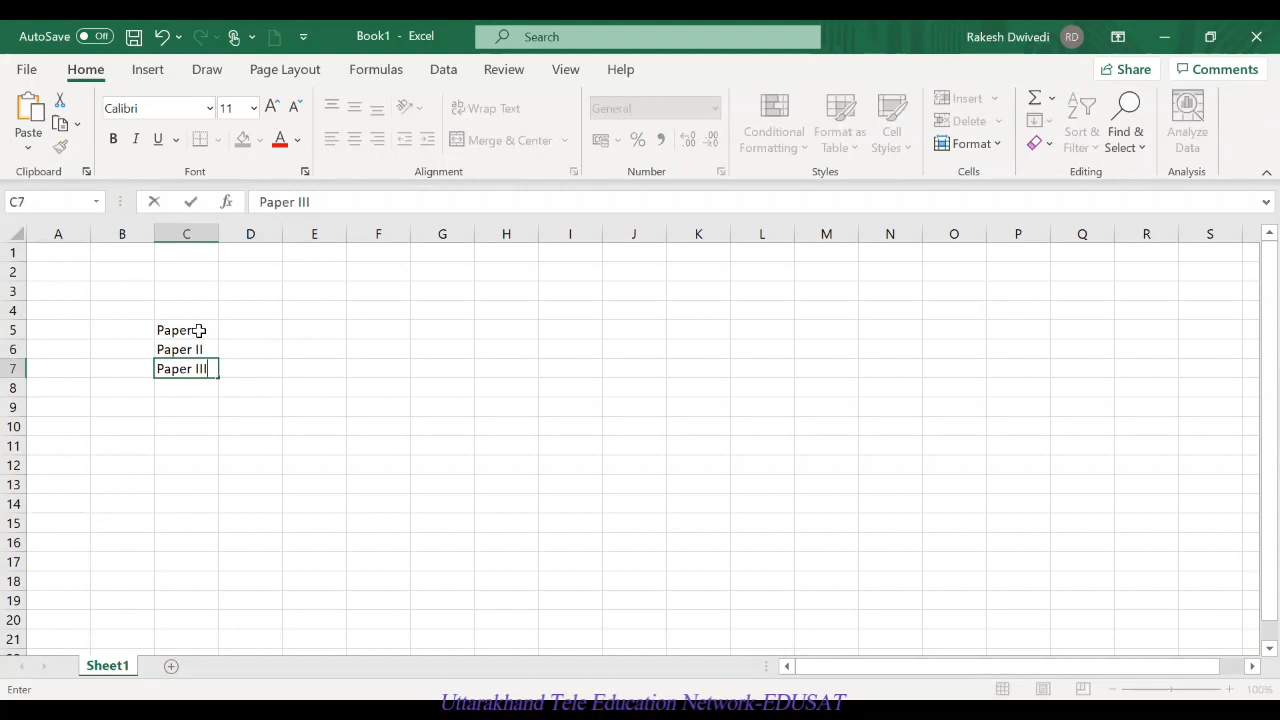 AutoSave Off Book1 - Excel Search Rakesh Dwivedi RD
File Home Insert Draw Page Layout Formulas Data Review View Help Share Comments
Paste Calibri 11 Wrap Text General Conditional Formatting Format as Table Cell Styles Insert Sort & Filter Find & Select Analyze Data
B I U A Merge & Center % , Delete Format
Clipboard Font Alignment Number Styles Cells Editing Analysis
C7 fx Paper III
A B C D E F G H I J K L M N O P Q R S
1
2
3
4
5 Paper
6 Paper II
7 Paper III
8
9
10
11
12
13
14
15
16
17
18
19
20
21
Sheet1
Enter 100%
Uttarakhand Tele Education Network-EDUSAT